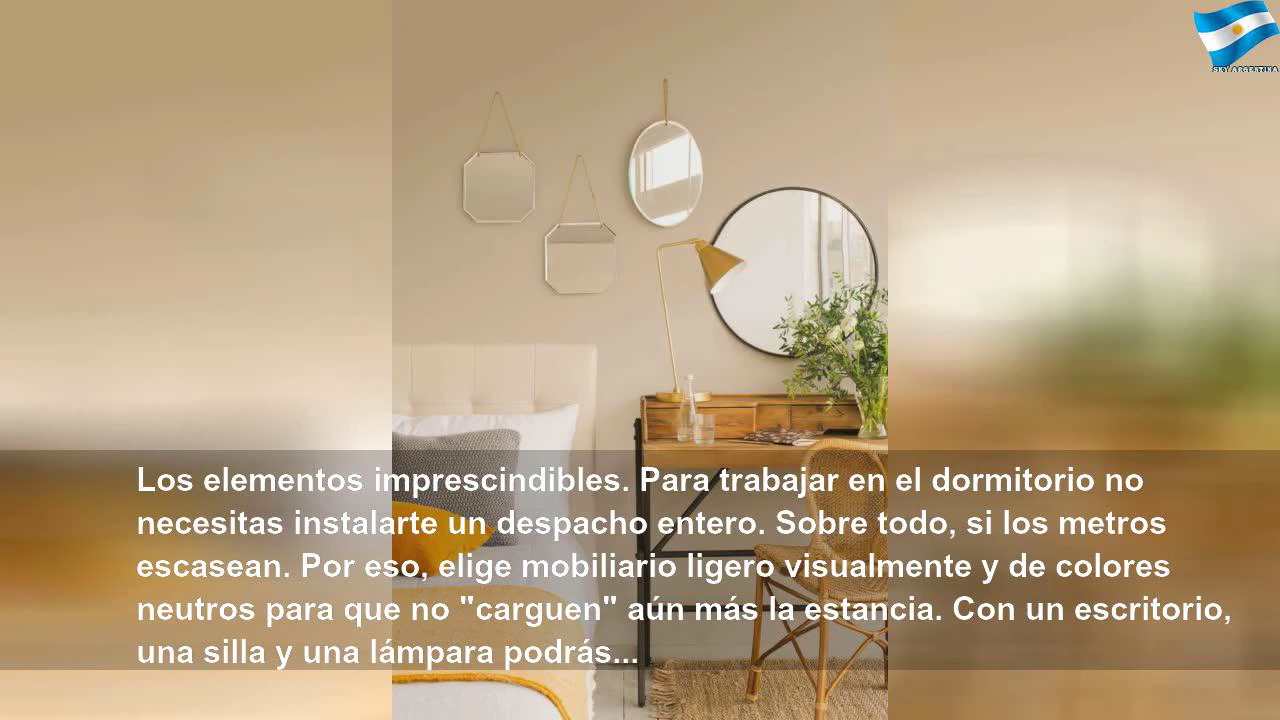 SKY ARGENTINA
Los elementos imprescindibles. Para trabajar en el dormitorio no
necesitas instalarte un despacho entero. Sobre todo, si los metros
escasean. Por eso, elige mobiliario ligero visualmente y de colores
neutros para que no "carguen" aún más la estancia. Con un escritorio,
una silla y una lámpara podrás...